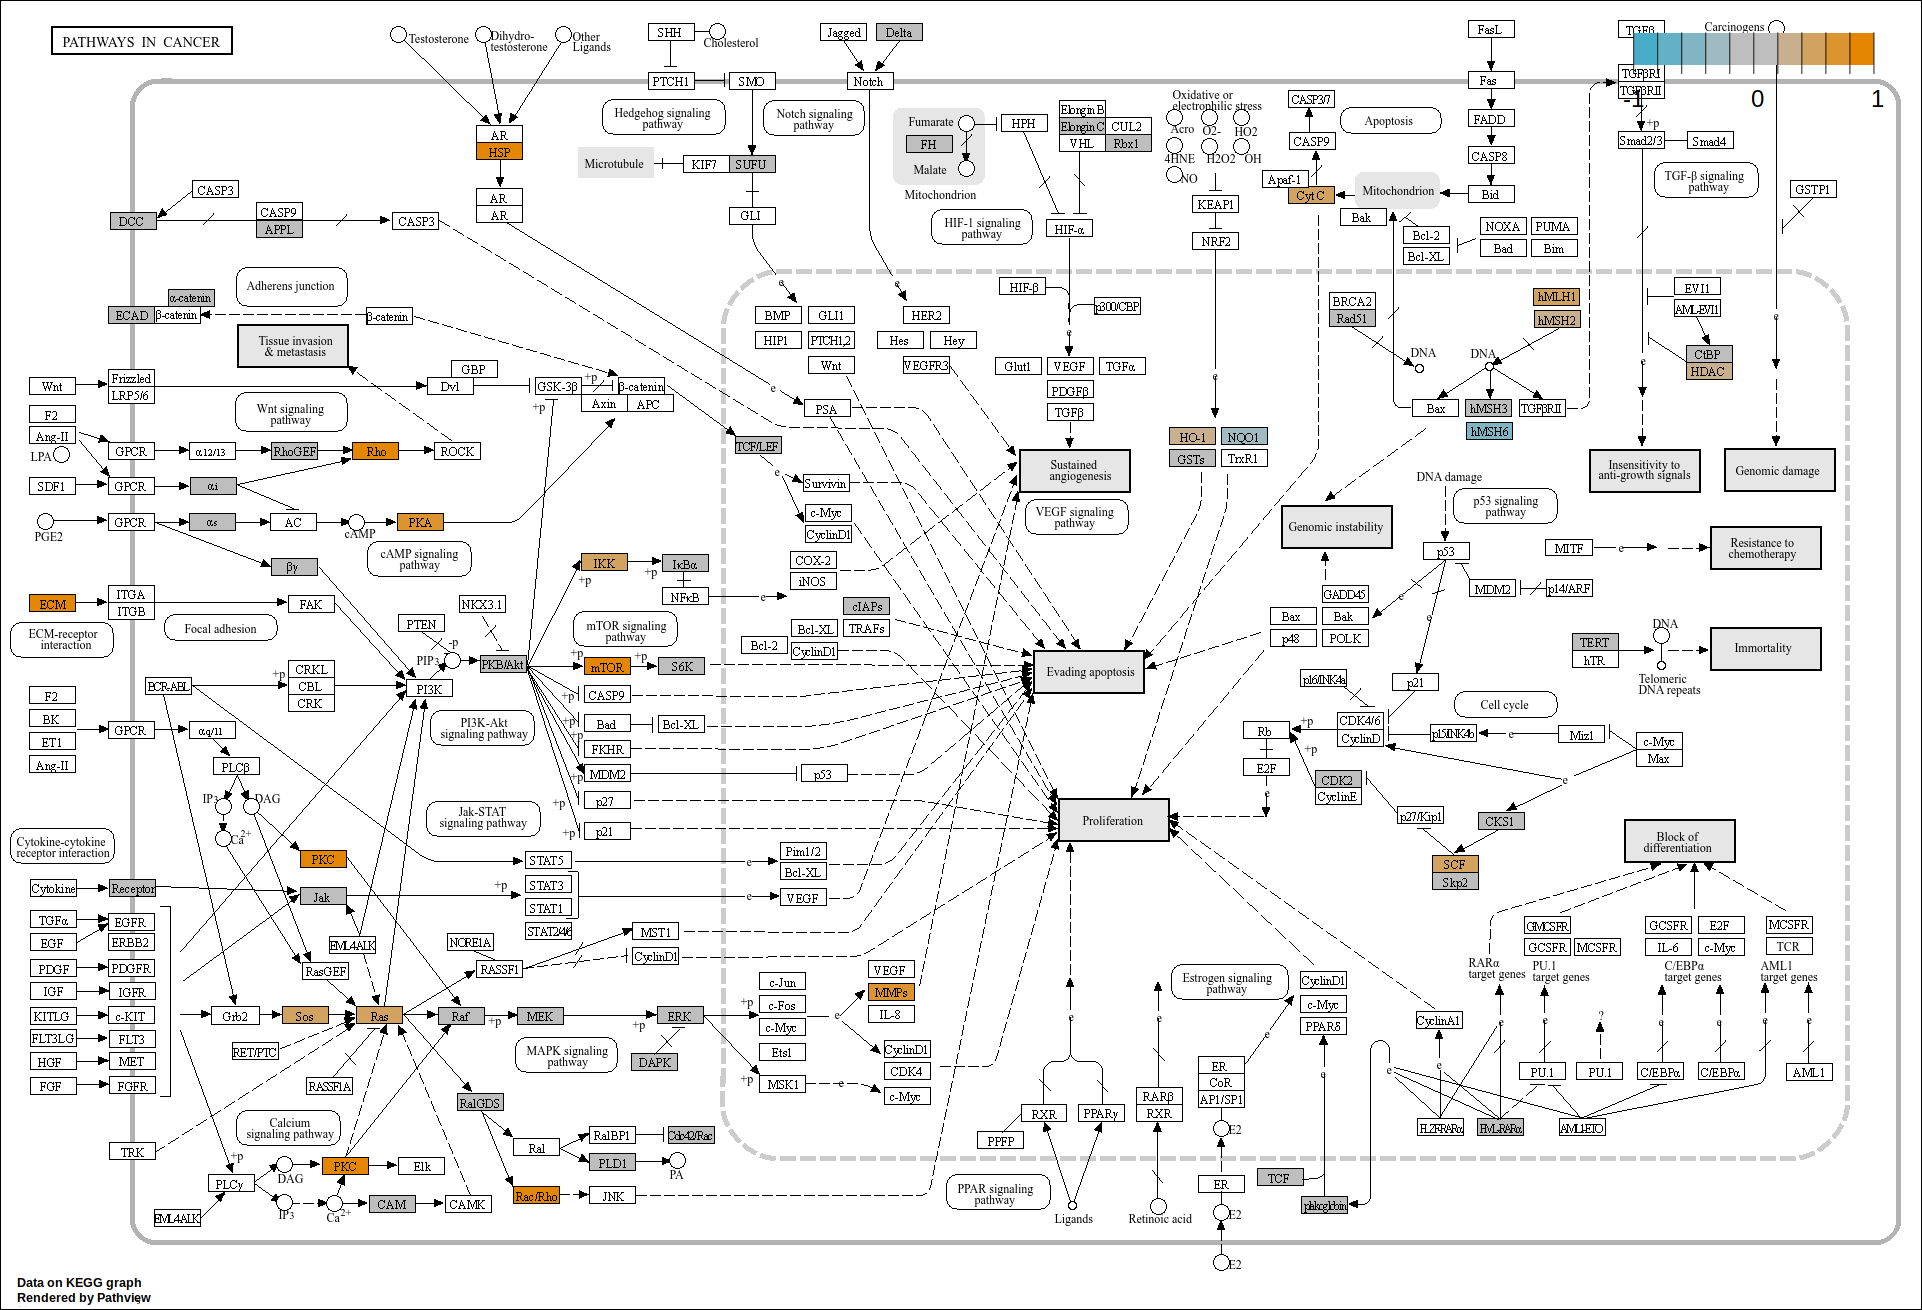 PATHWAYS IN CANCER
Testosterone
Dihydro-
testosterone
Other
Ligands
SHH
Cholesterol
PTCH1
SMO
Jagged
Delta
Notch
FasL
Fas
FADD
CASP8
Bid
TGFβ
TGFβRI
TGFβRII
Carcinogens
-1
0
1
Hedgehog signaling
pathway
Notch signaling
pathway
AR
HSP
AR
AR
Microtubule
KIF7
SUFU
GLI
Fumarate
FH
Malate
Mitochondrion
HPH
Elongin B
Elongin C
CUL2
VHL
Rbx1
HIF-1 signaling
pathway
HIF-α
Oxidative or
electrophilic stress
Acro
O2-
HO2
4HNE
H2O2
OH
NO
KEAP1
NRF2
CASP3/7
CASP9
Apaf-1
Cyt C
Apoptosis
Mitochondrion
Bak
Bcl-2
Bcl-XL
NOXA
PUMA
Bad
Bim
+p
Smad2/3
Smad4
TGF-β signaling
pathway
GSTP1
CASP3
DCC
CASP9
APPL
CASP3
Adherens junction
α-catenin
ECAD
β-catenin
β-catenin
Tissue invasion
& metastasis
e
BMP
GLI1
HIP1
PTCH1,2
Wnt
e
HER2
Hes
Hey
VEGFR3
HIF-β
p300/CBP
e
Glut1
VEGF
TGFα
PDGFβ
TGFβ
e
BRCA2
Rad51
DNA
hMLH1
hMSH2
DNA
Bax
hMSH3
TGFβRII
hMSH6
EVI1
AML-EVI1
CtBP
HDAC
e
e
Wnt
Frizzled
LRP5/6
GBP
Dvl
GSK-3β
+p
β-catenin
Axin
APC
+p
Wnt signaling
pathway
F2
Ang-II
LPA
GPCR
α12/13
RhoGEF
Rho
ROCK
SDF1
GPCR
αi
PGE2
GPCR
αs
AC
cAMP
PKA
cAMP signaling
pathway
βγ
TCF/LEF
e
PSA
e
Survivin
e
c-Myc
CyclinD1
COX-2
iNOS
HO-1
NQO1
GSTs
TrxR1
Sustained
angiogenesis
VEGF signaling
pathway
Insensitivity to
anti-growth signals
Genomic damage
DNA damage
p53 signaling
pathway
Genomic instability
p53
MITF
e
Resistance to
chemotherapy
MDM2
p14/ARF
e
e
GADD45
Bax
Bak
p48
POLK
ECM
ITGA
ITGB
FAK
ECM-receptor
interaction
Focal adhesion
PTEN
NKX3.1
-p
PIP3
PKB/Akt
IKK
+p
+p
IκBα
NFκB
e
mTOR signaling
pathway
+p
mTOR
+p
S6K
cIAPs
Bcl-XL
TRAFs
Bcl-2
CyclinD1
Evading apoptosis
TERT
hTR
DNA
Telomeric
DNA repeats
Immortality
BCR-ABL
+p
CRKL
CBL
CRK
PI3K
PI3K-Akt
signaling pathway
+p
CASP9
+p
Bad
Bcl-XL
+p
FKHR
+p
MDM2
p53
+p
p27
+p
p21
p16/INK4a
p21
Cell cycle
CDK4/6
CyclinD
p15/INK4b
e
Miz1
c-Myc
Max
Rb
+p
E2F
+p
e
CDK2
CyclinE
e
p27/Kip1
CKS1
SCF
Skp2
Proliferation
Block of
differentiation
F2
BK
ET1
Ang-II
GPCR
αq/11
PLCβ
IP3
DAG
Ca2+
PKC
Jak-STAT
signaling pathway
Cytokine-cytokine
receptor interaction
Cytokine
Receptor
Jak
STAT5
+p
STAT3
STAT1
STAT2/4/6
e
e
Pim1/2
Bcl-XL
VEGF
TGFα
EGFR
EGF
ERBB2
PDGF
PDGFR
IGF
IGFR
KITLG
c-KIT
FLT3LG
FLT3
HGF
MET
FGF
FGFR
EML4ALK
NORE1A
RASSF1
MST1
CyclinD1
RasGEF
Grb2
Sos
Ras
Raf
+p
MEK
+p
ERK
DAPK
MAPK signaling
pathway
RET/PTC
RASSF1A
+p
+p
c-Jun
c-Fos
c-Myc
Ets1
MSK1
e
e
VEGF
MMPs
IL-8
CyclinD1
CDK4
c-Myc
RalGDS
Ral
RalBP1
Cdc42/Rac
PLD1
PA
Rac/Rho
JNK
Calcium
signaling pathway
TRK
+p
PLCγ
DAG
IP3
Ca2+
PKC
Elk
CAM
CAMK
EML4ALK
e
RXR
PPARγ
PPFP
PPAR signaling
pathway
Ligands
e
RARβ
RXR
Retinoic acid
Estrogen signaling
pathway
e
ER
CoR
AP1/SP1
E2
ER
E2
E2
CyclinD1
c-Myc
PPARδ
e
TCF
plakoglobin
CyclinA1
e
e
RARα
target genes
GMCSFR
GCSFR
MCSFR
PU.1
target genes
GCSFR
E2F
IL-6
c-Myc
C/EBPα
target genes
MCSFR
TCR
AML1
target genes
e
e
?
e
e
e
e
PU.1
PU.1
C/EBPα
C/EBPα
AML1
PLZF-RARα
PML-RARα
AML1-ETO
Data on KEGG graph
Rendered by Pathview